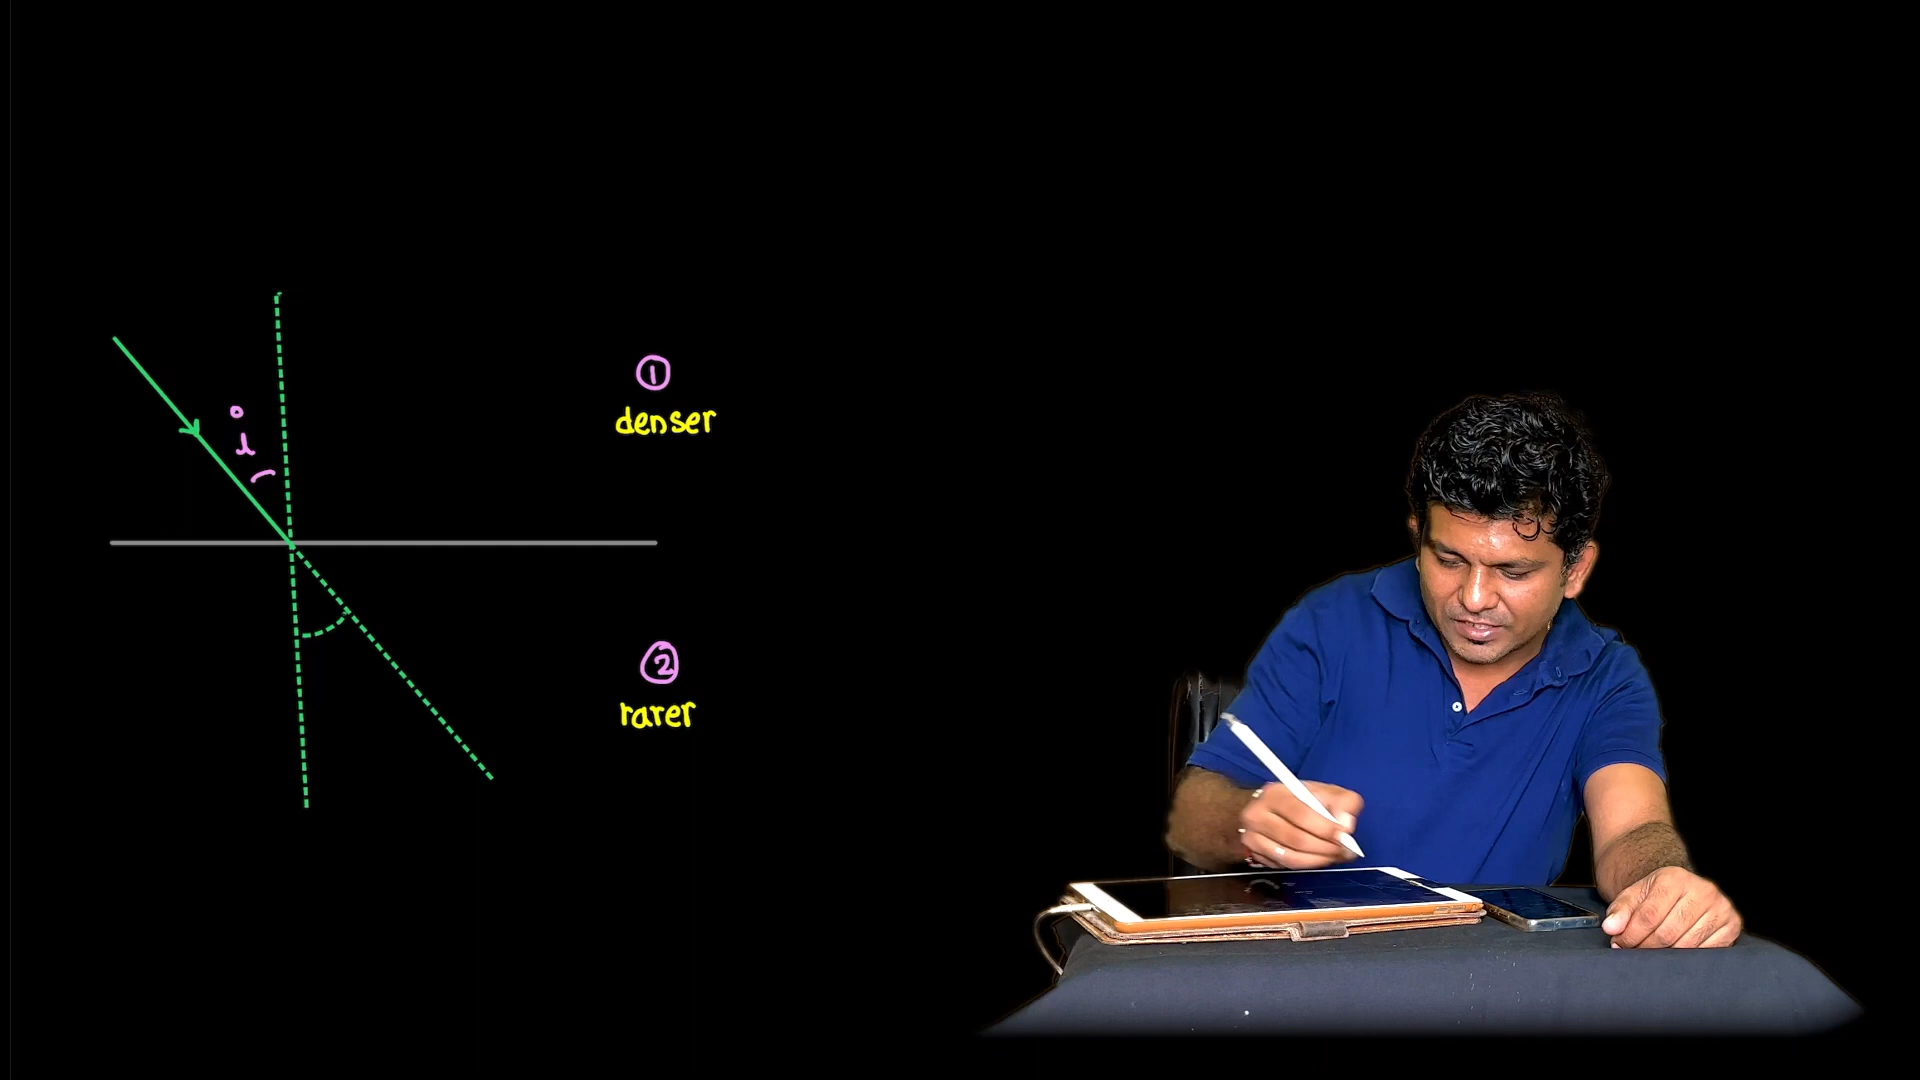 i
①
denser
②
rarer